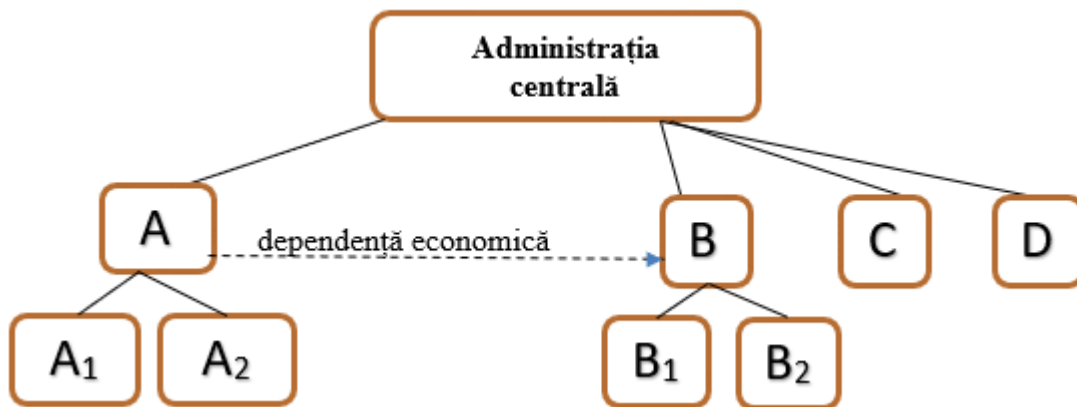 Administrația
centrală
A
B
C
D
dependență economică
A₁
A₂
B₁
B₂